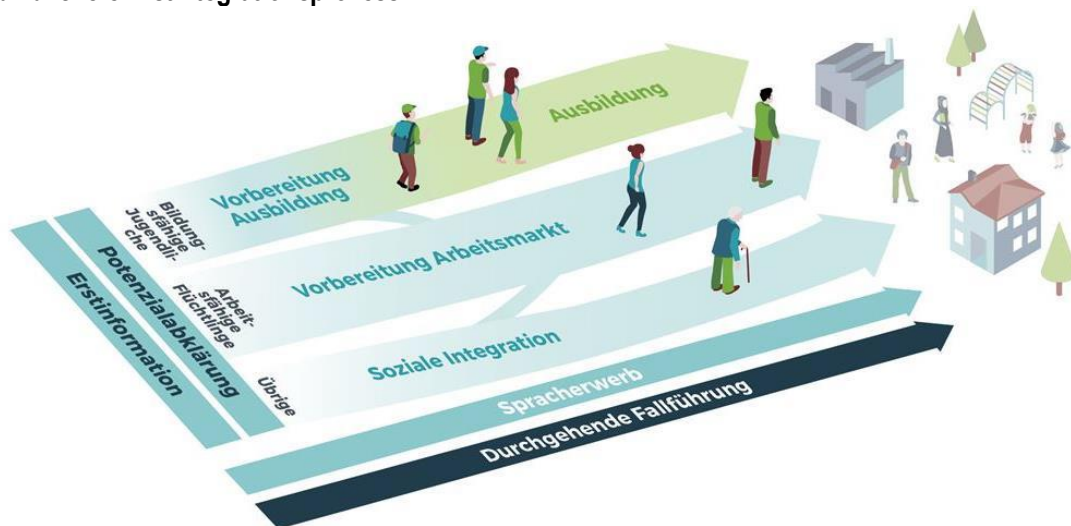 Ausbildung
Vorbereitung
Ausbildung
Bildung-
sfähige
Jugendli-
che
Vorbereitung Arbeitsmarkt
Arbeit-
sfähige
Flüchtlinge
Potenzialabklärung
Erstinformation
Soziale Integration
Übrige
Spracherwerb
Durchgehende Fallführung